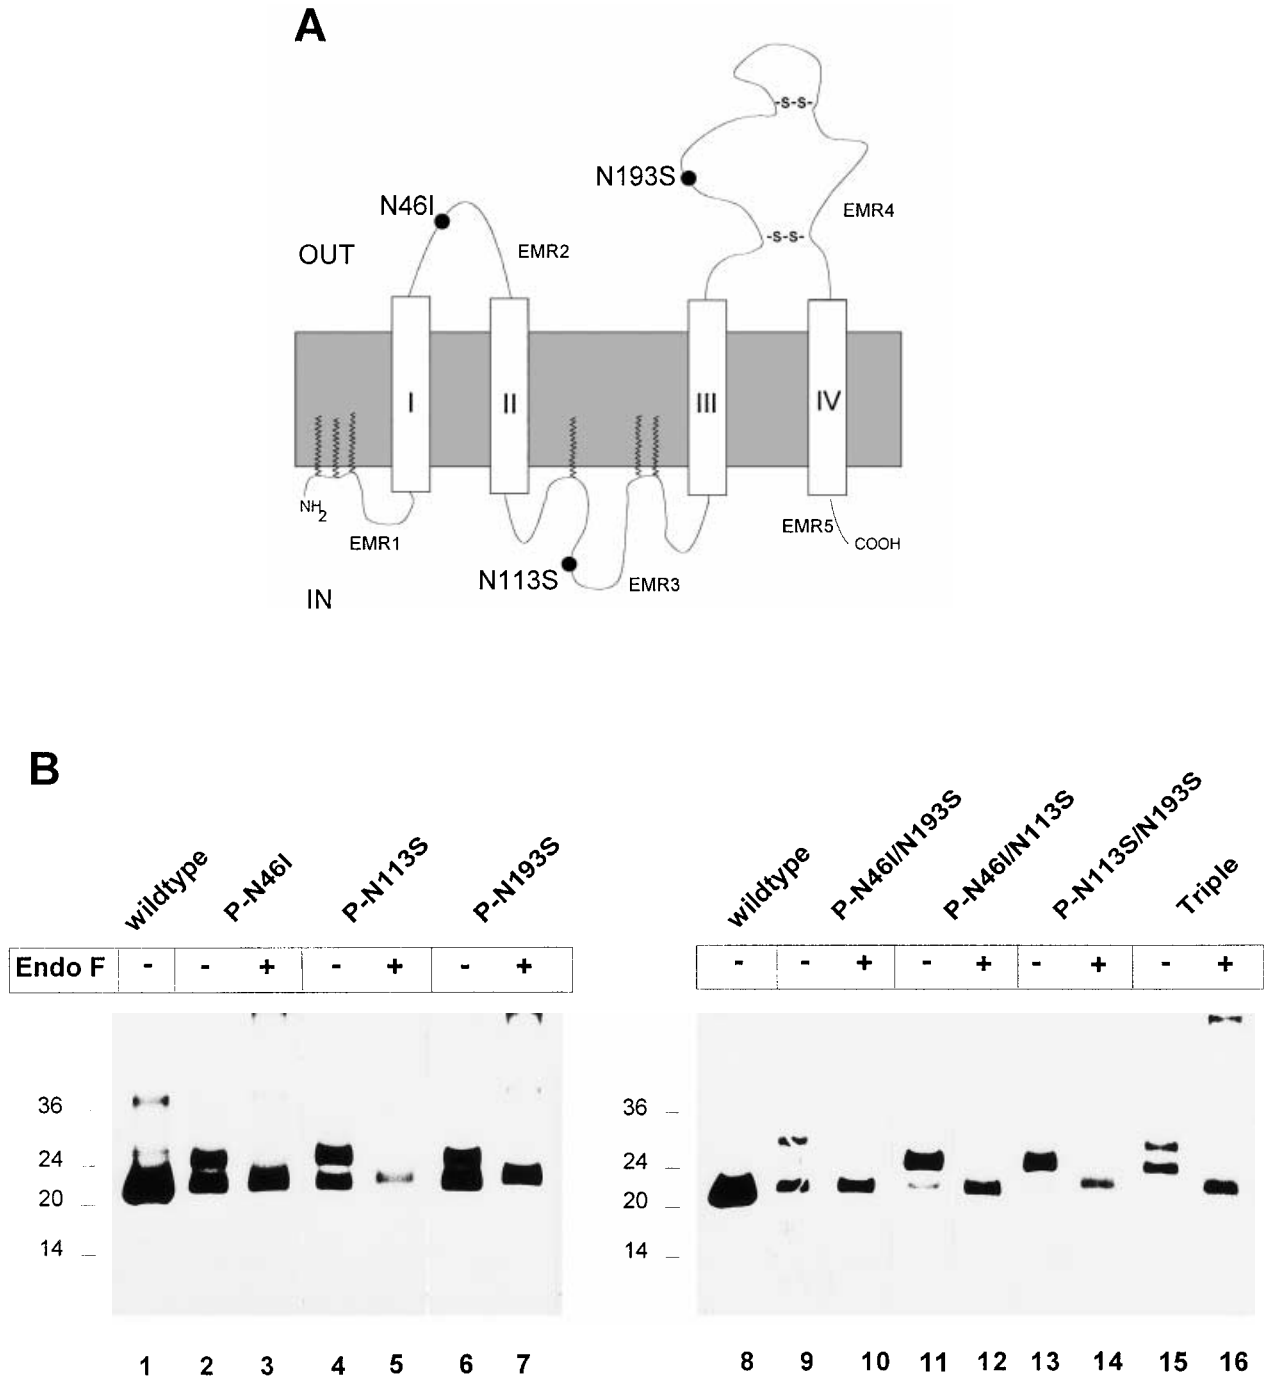 A
-S-S-
N193S
N46I
EMR4
-S-S-
OUT
EMR2
I
II
III
IV
NH2
EMR1
EMR5
COOH
N113S
EMR3
IN
B
wildtype
P-N46I
P-N113S
P-N193S
wildtype
P-N46I/N193S
P-N46I/N113S
P-N113S/N193S
Triple
Endo F - - + - + - +
- - + - + - + - +
36
24
20
14
36
24
20
14
1 2 3 4 5 6 7
8 9 10 11 12 13 14 15 16